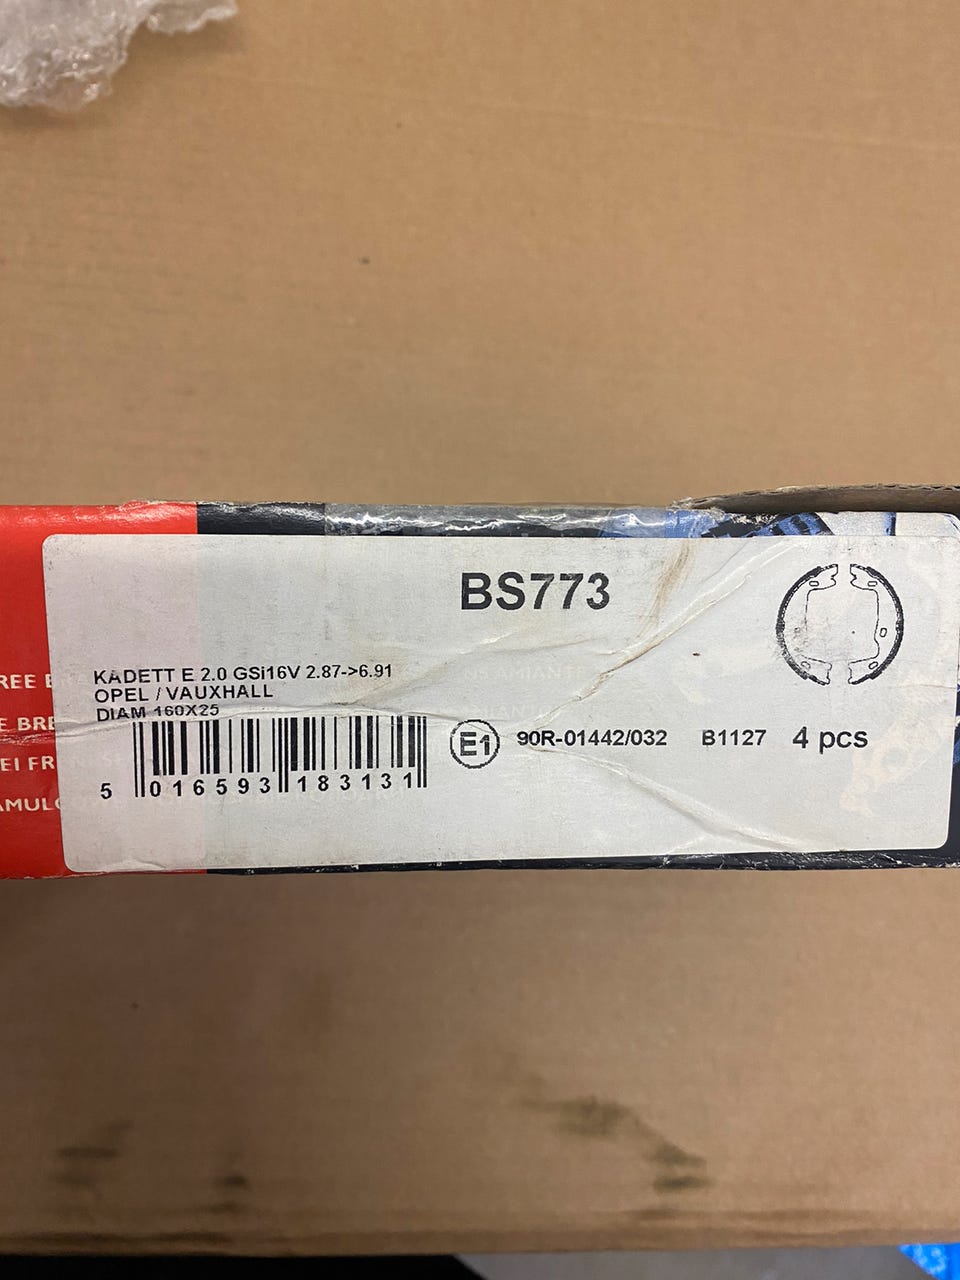 BS773
KADETT E 2.0 GSi16V 2.87->6.91
OPEL / VAUXHALL
DIAM 160X25
5 016593 183131
E1 90R-01442/032 B1127 4 pcs